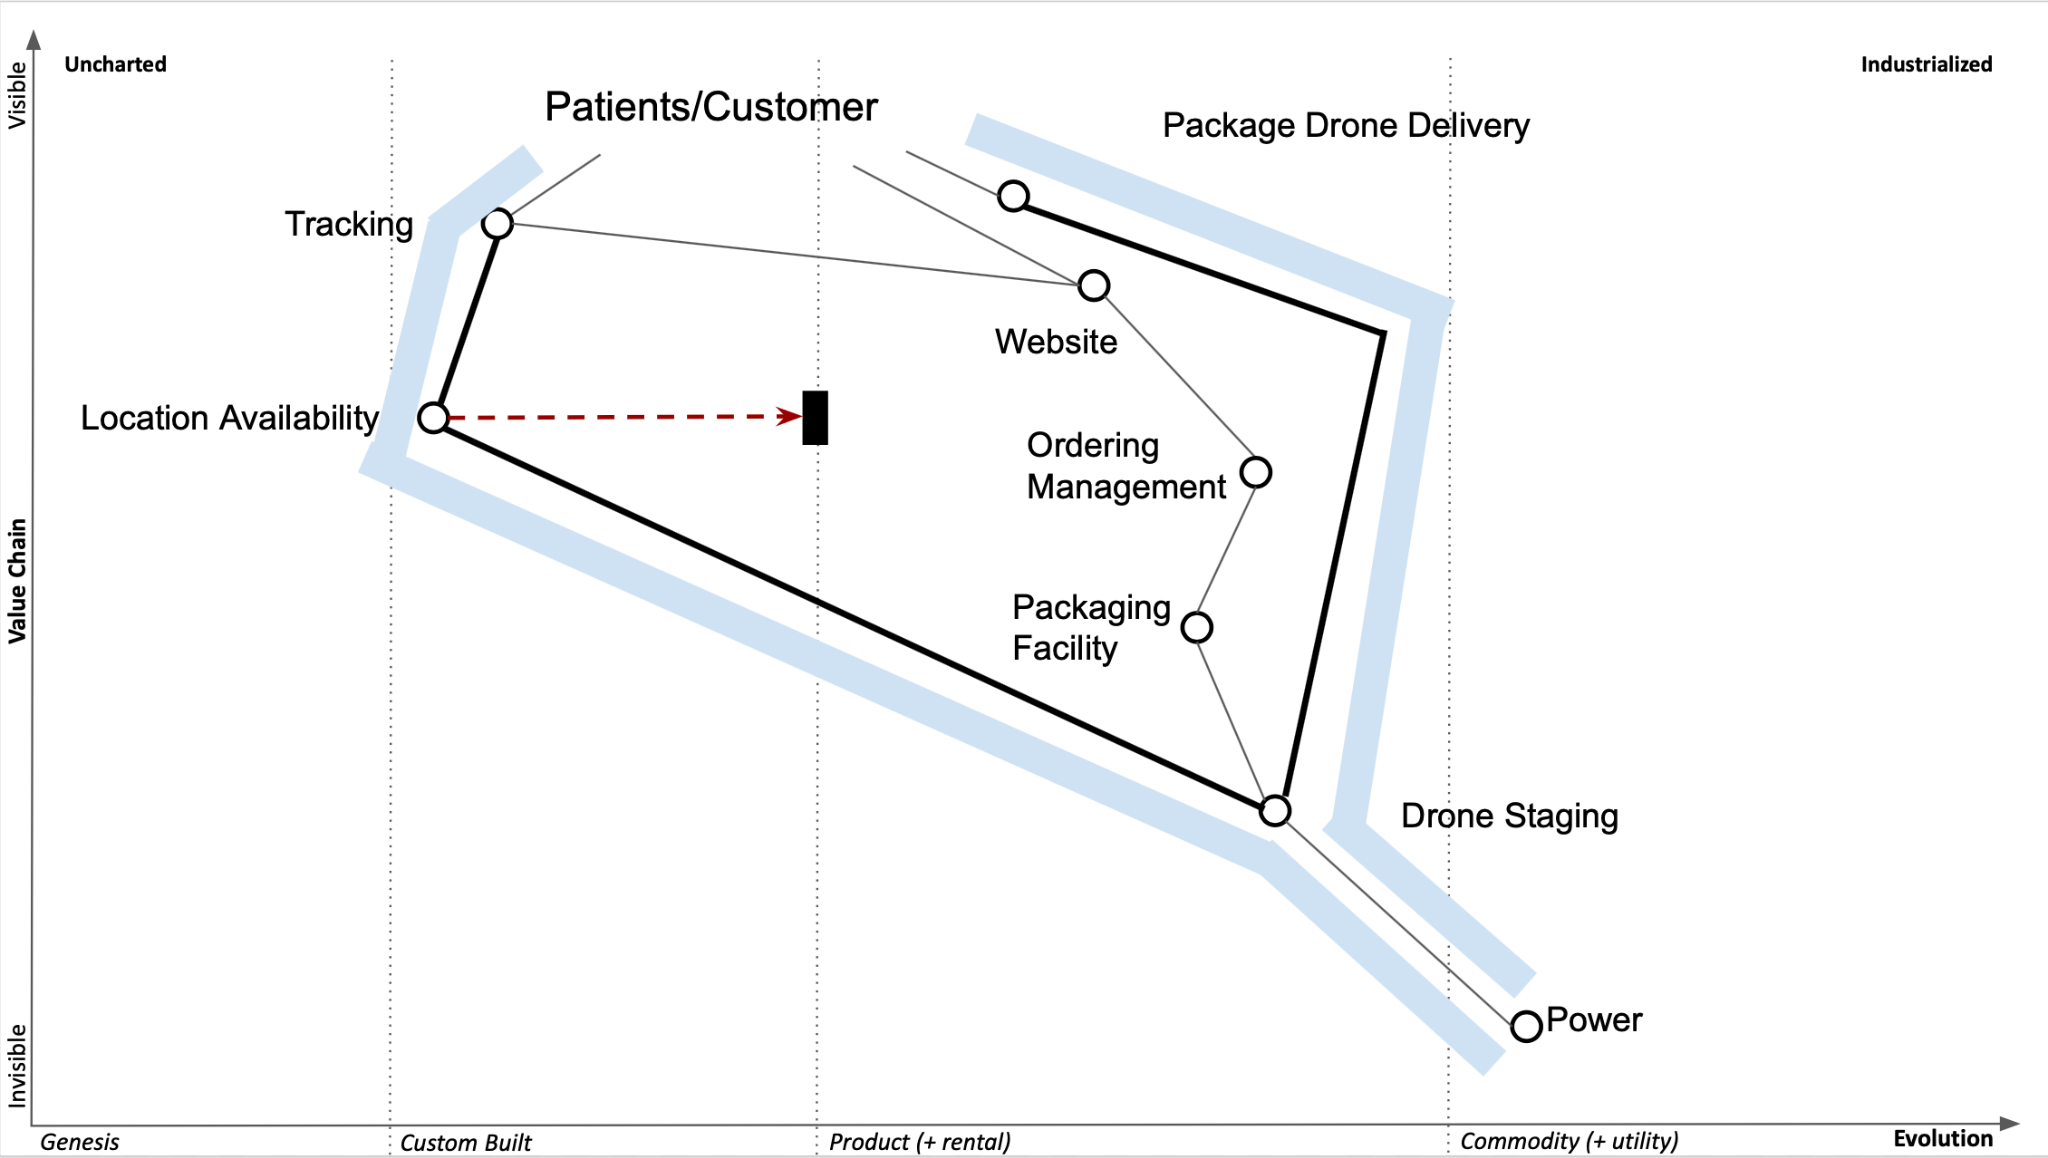 Uncharted
Industrialized
Visible
Patients/Customer
Package Drone Delivery
Tracking
Website
Location Availability
Ordering
Management
Value Chain
Packaging
Facility
Drone Staging
Power
Invisible
Genesis
Custom Built
Product (+ rental)
Commodity (+ utility)
Evolution